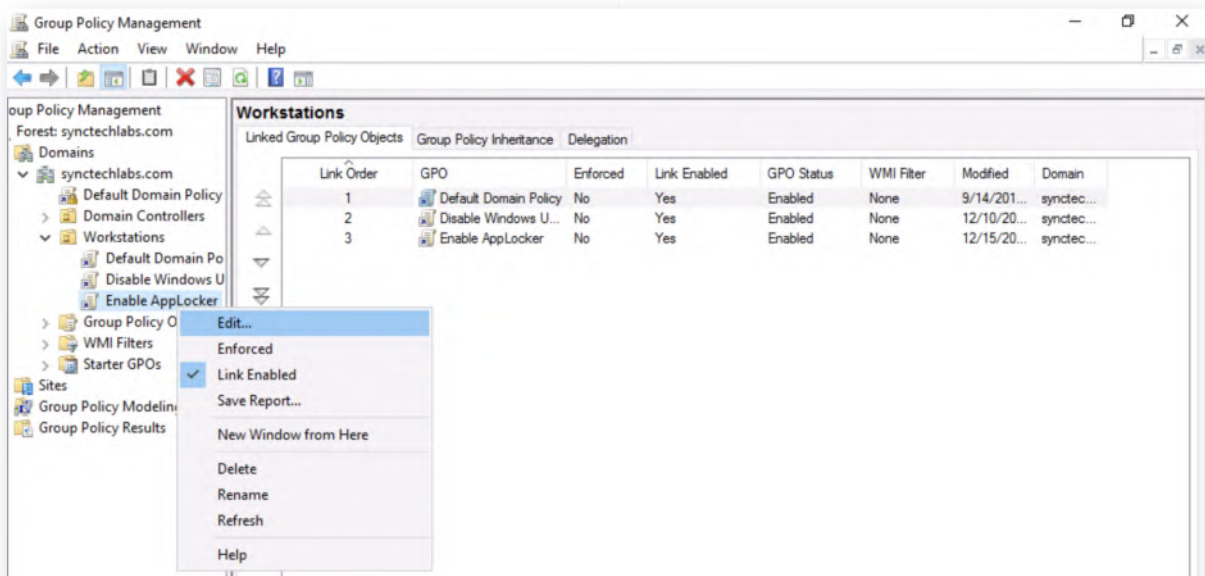 Group Policy Management
File Action View Window Help
oup Policy Management
Forest: synctechlabs.com
Domains
synctechlabs.com
Default Domain Policy
Domain Controllers
Workstations
Default Domain Po
Disable Windows U
Enable AppLocker
Group Policy O
WMI Filters
Starter GPOs
Sites
Group Policy Modeling
Group Policy Results
Workstations
Linked Group Policy Objects Group Policy Inheritance Delegation
Link Order GPO Enforced Link Enabled GPO Status WMI Filter Modified Domain
1 Default Domain Policy No Yes Enabled None 9/14/201... synctec...
2 Disable Windows U... No Yes Enabled None 12/10/20... synctec...
3 Enable AppLocker No Yes Enabled None 12/15/20... synctec...
Edit...
Enforced
Link Enabled
Save Report...
New Window from Here
Delete
Rename
Refresh
Help